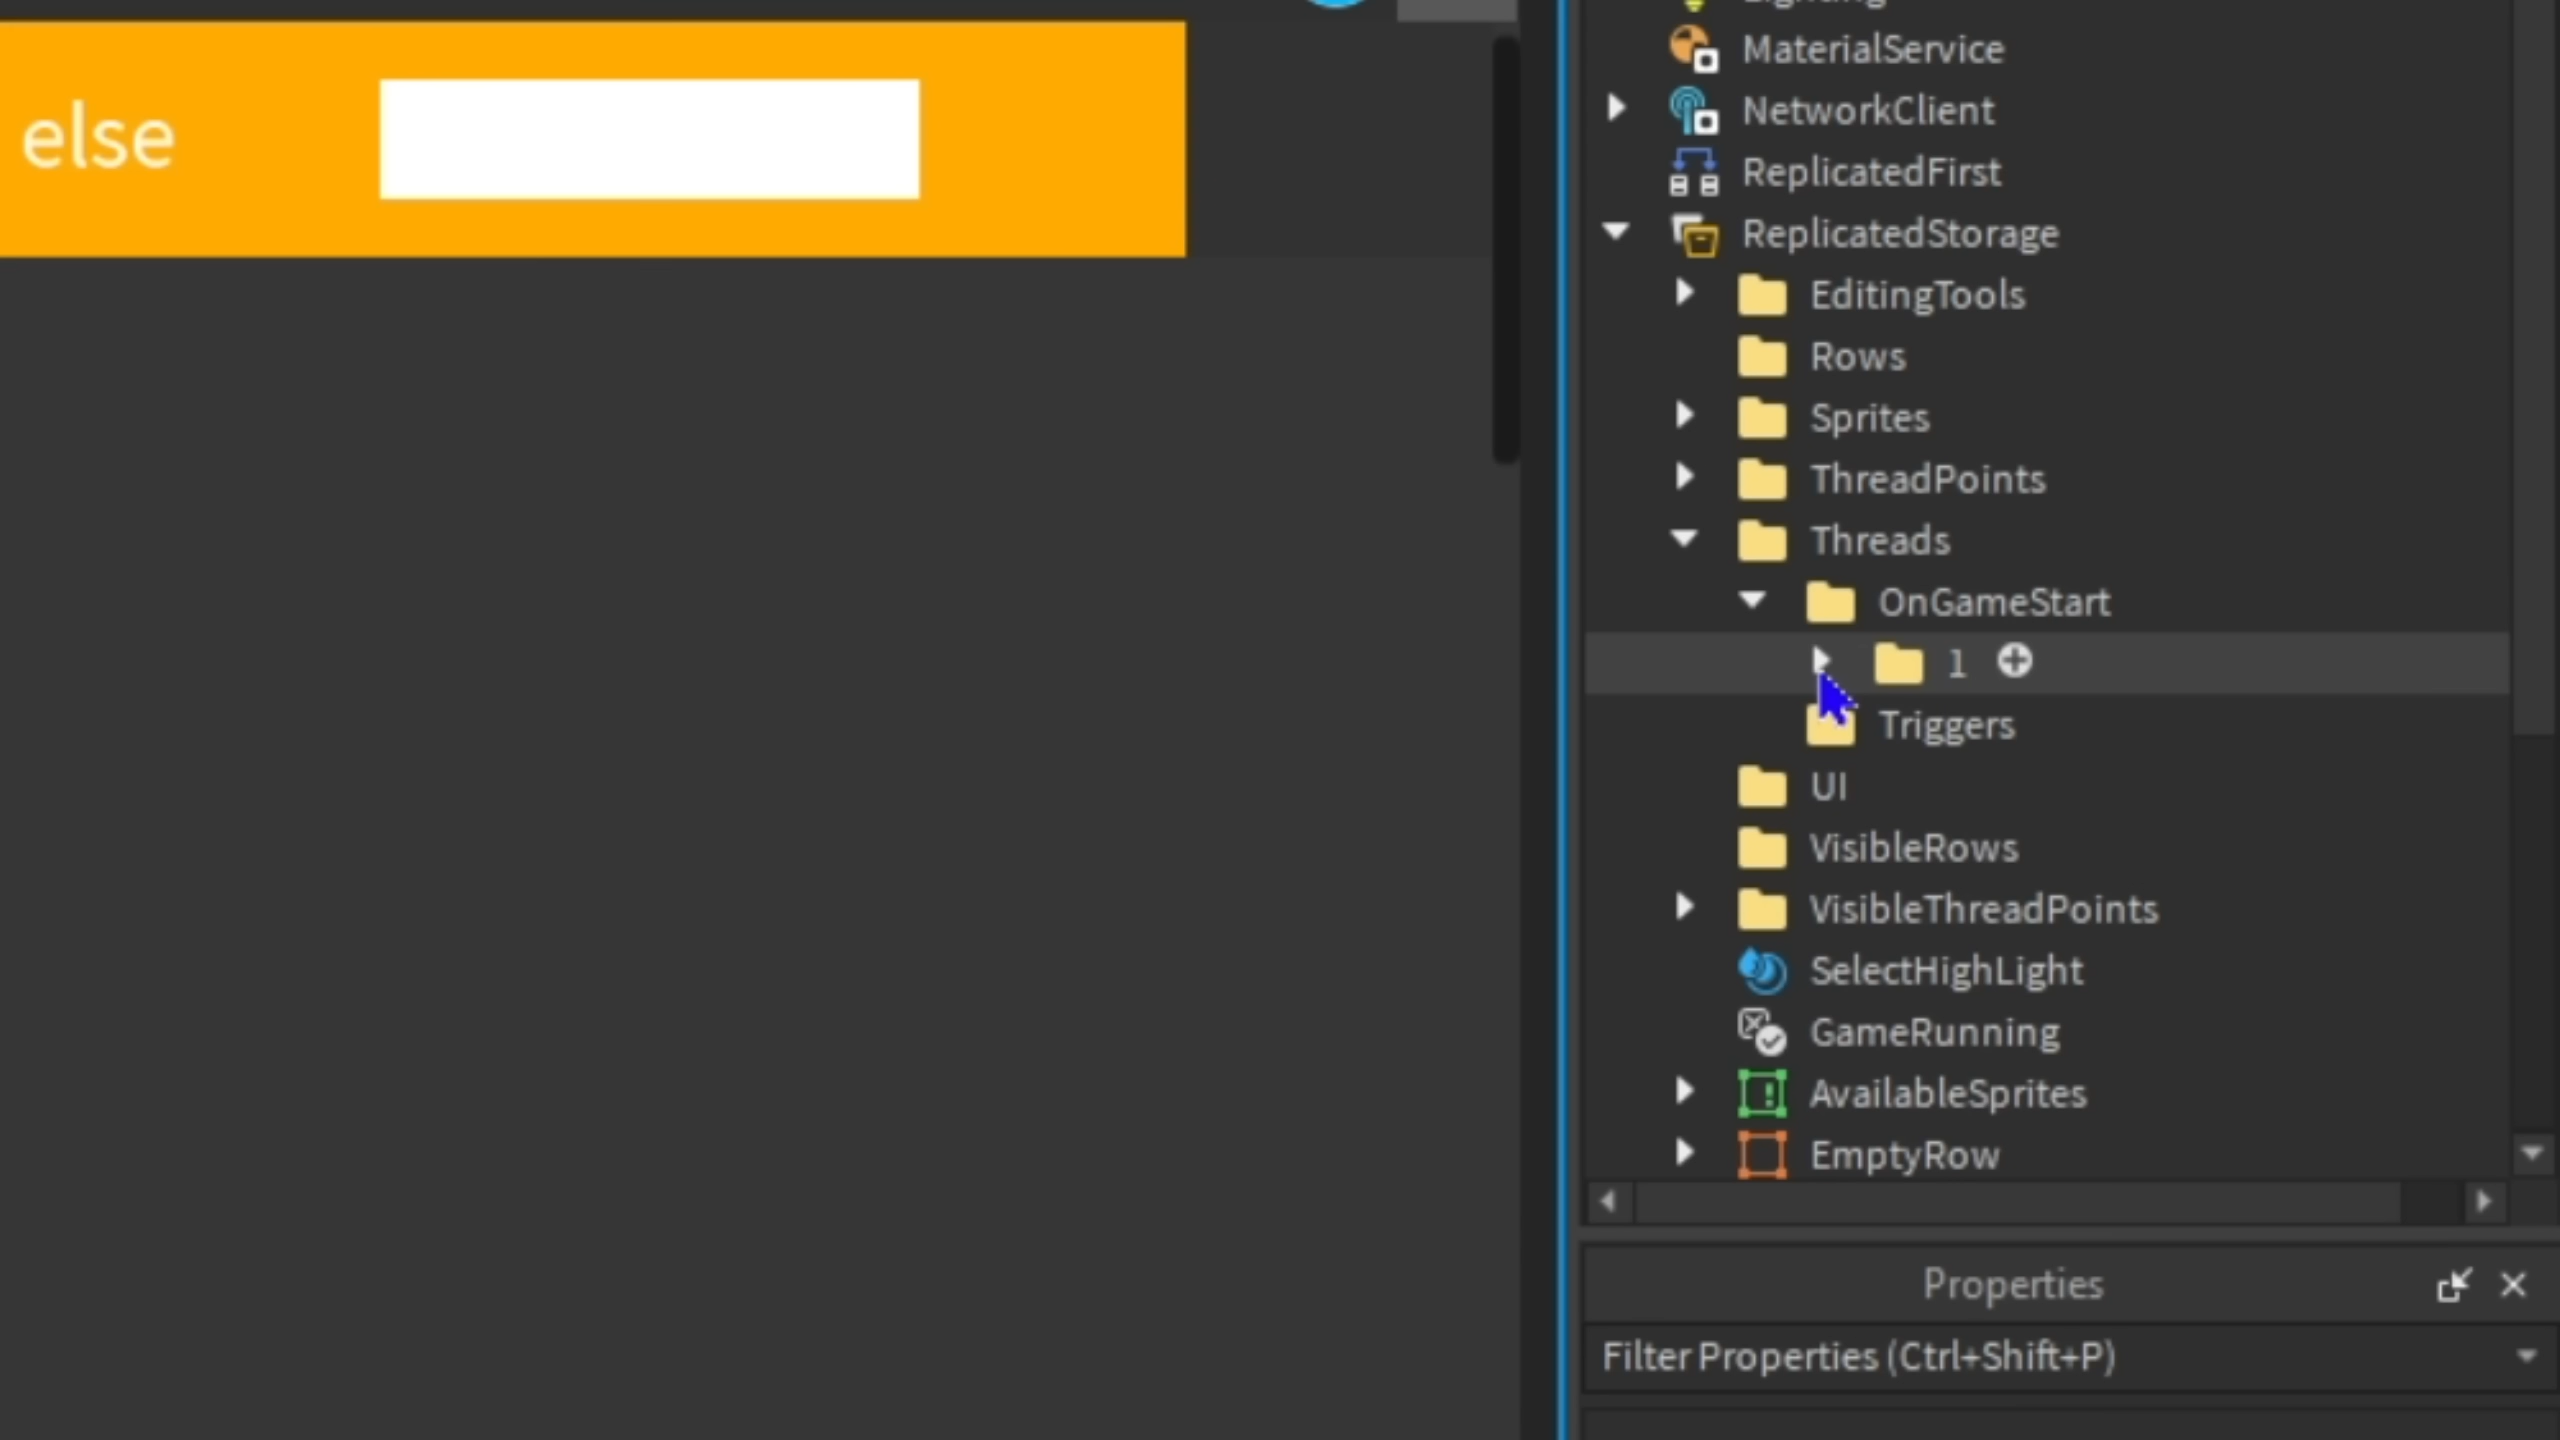 else
Lighting
MaterialService
NetworkClient
ReplicatedFirst
ReplicatedStorage
EditingTools
Rows
Sprites
ThreadPoints
Threads
OnGameStart
1
Triggers
UI
VisibleRows
VisibleThreadPoints
SelectHighLight
GameRunning
AvailableSprites
EmptyRow
Properties
Filter Properties (Ctrl+Shift+P)